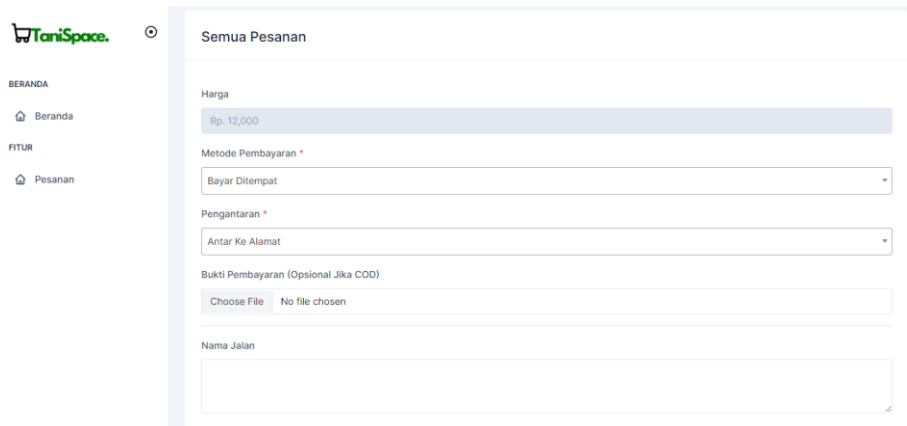 TaniSpace.
BERANDA
Beranda
FITUR
Pesanan
Semua Pesanan
Harga
Rp. 12,000
Metode Pembayaran *
Bayar Ditempat
Pengantaran *
Antar Ke Alamat
Bukti Pembayaran (Opsional Jika COD)
Choose File No file chosen
Nama Jalan